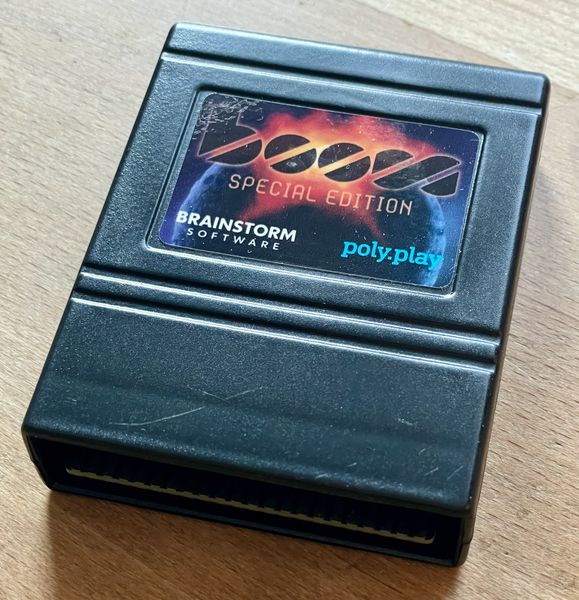 SPECIAL EDITION
BRAINSTORM
SOFTWARE
poly.play